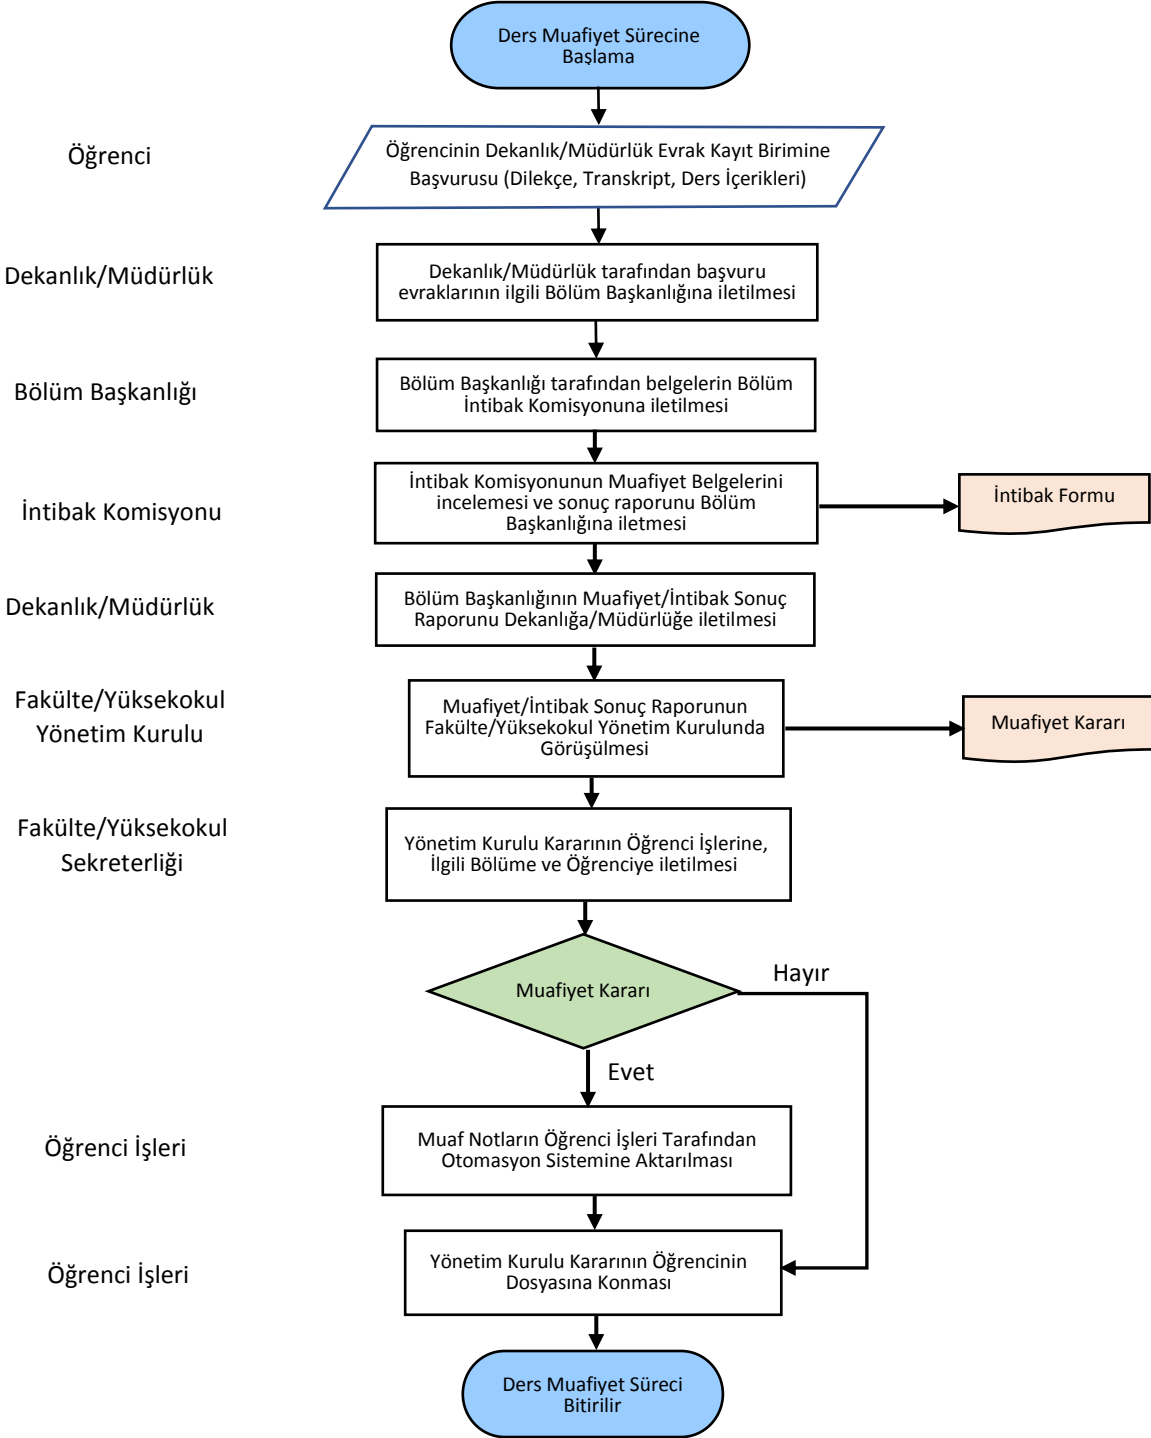 Ders Muafiyet Sürecine
Başlama
Öğrenci
Öğrencinin Dekanlık/Müdürlük Evrak Kayıt Birimine
Başvurusu (Dilekçe, Transkript, Ders İçerikleri)
Dekanlık/Müdürlük
Dekanlık/Müdürlük tarafından başvuru
evraklarının ilgili Bölüm Başkanlığına iletilmesi
Bölüm Başkanlığı
Bölüm Başkanlığı tarafından belgelerin Bölüm
İntibak Komisyonuna iletilmesi
İntibak Komisyonu
İntibak Komisyonunun Muafiyet Belgelerini
incelemesi ve sonuç raporunu Bölüm
Başkanlığına iletmesi
İntibak Formu
Dekanlık/Müdürlük
Bölüm Başkanlığının Muafiyet/İntibak Sonuç
Raporunu Dekanlığa/Müdürlüğe iletilmesi
Fakülte/Yüksekokul
Yönetim Kurulu
Muafiyet/İntibak Sonuç Raporunun
Fakülte/Yüksekokul Yönetim Kurulunda
Görüşülmesi
Muafiyet Kararı
Fakülte/Yüksekokul
Sekreterliği
Yönetim Kurulu Kararının Öğrenci İşlerine,
İlgili Bölüme ve Öğrenciye iletilmesi
Muafiyet Kararı
Hayır
Evet
Öğrenci İşleri
Muaf Notların Öğrenci İşleri Tarafından
Otomasyon Sistemine Aktarılması
Öğrenci İşleri
Yönetim Kurulu Kararının Öğrencinin
Dosyasına Konması
Ders Muafiyet Süreci
Bitirilir